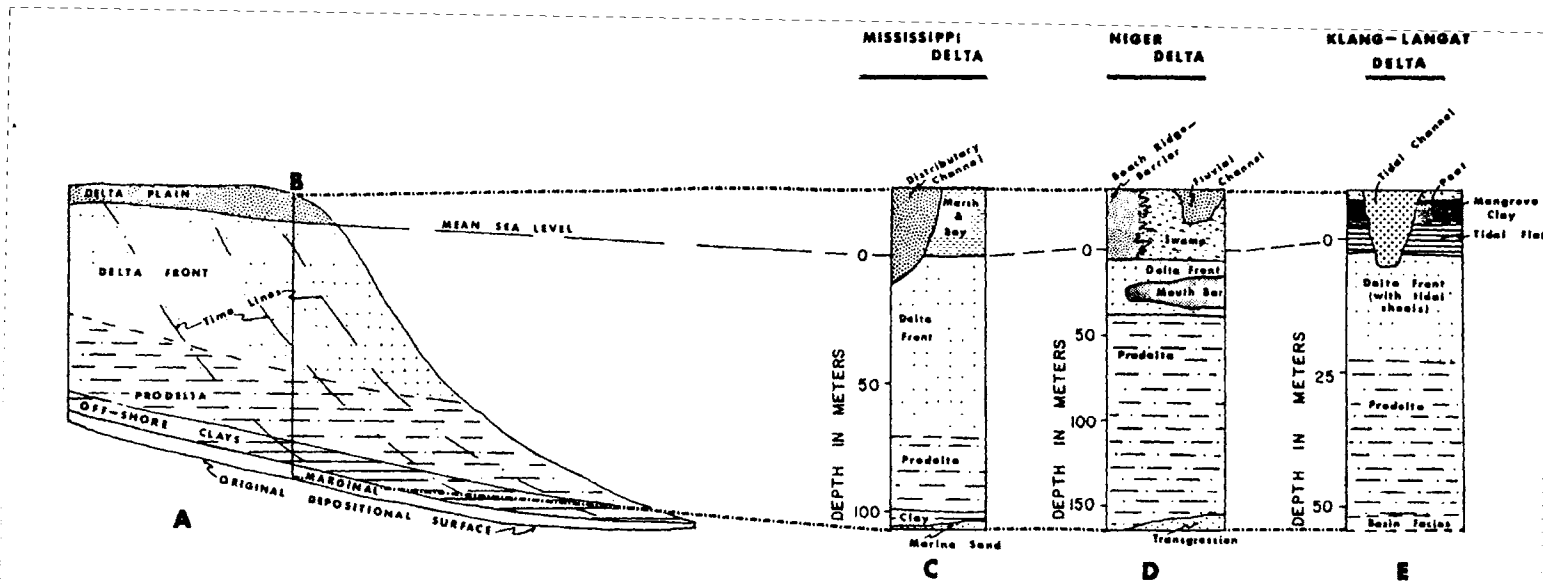 MISSISSIPPI
DELTA
NIGER
DELTA
KLANG-LANGAT
DELTA
Distributary
Channel
Beach Ridge-
Barrier
Fluvial
Channel
Tidal Channel
Peat
Mangrove
Clay
Tidal Flat
B
DELTA PLAIN
MEAN SEA LEVEL
DELTA FRONT
Time Lines
PRODELTA
OFF-SHORE CLAYS
MARGINAL
ORIGINAL DEPOSITIONAL SURFACE
A
DEPTH IN METERS
0
50
100
Marsh
&
Bay
Delta
Front
Prodelta
Clay
Marine Sand
C
DEPTH IN METERS
0
50
100
150
Swamp
Delta Front
Mouth Bar
Prodelta
Transgression
D
DEPTH IN METERS
0
25
50
Delta Front
(with tidal
shoals)
Prodelta
Basin Facies
E